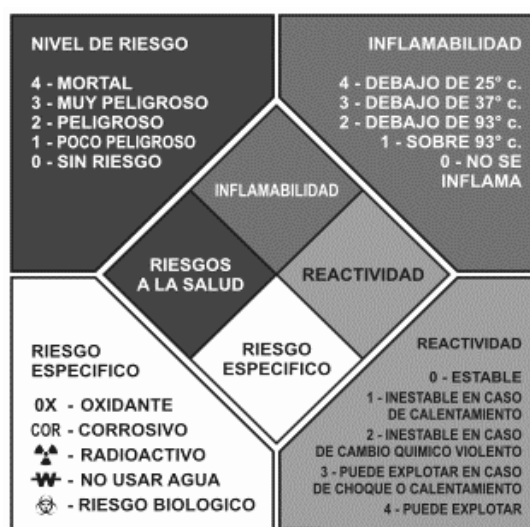 NIVEL DE RIESGO
4 - MORTAL
3 - MUY PELIGROSO
2 - PELIGROSO
1 - POCO PELIGROSO
0 - SIN RIESGO
INFLAMABILIDAD
4 - DEBAJO DE 25° c.
3 - DEBAJO DE 37° c.
2 - DEBAJO DE 93° c.
1 - SOBRE 93° c.
0 - NO SE
INFLAMA
INFLAMABILIDAD
RIESGOS
A LA SALUD
REACTIVIDAD
RIESGO
ESPECIFICO
RIESGO
ESPECIFICO
0X - OXIDANTE
COR - CORROSIVO
- RADIOACTIVO
W - NO USAR AGUA
- RIESGO BIOLOGICO
REACTIVIDAD
0 - ESTABLE
1 - INESTABLE EN CASO
DE CALENTAMIENTO
2 - INESTABLE EN CASO
DE CAMBIO QUIMICO VIOLENTO
3 - PUEDE EXPLOTAR EN CASO
DE CHOQUE O CALENTAMIENTO
4 - PUEDE EXPLOTAR